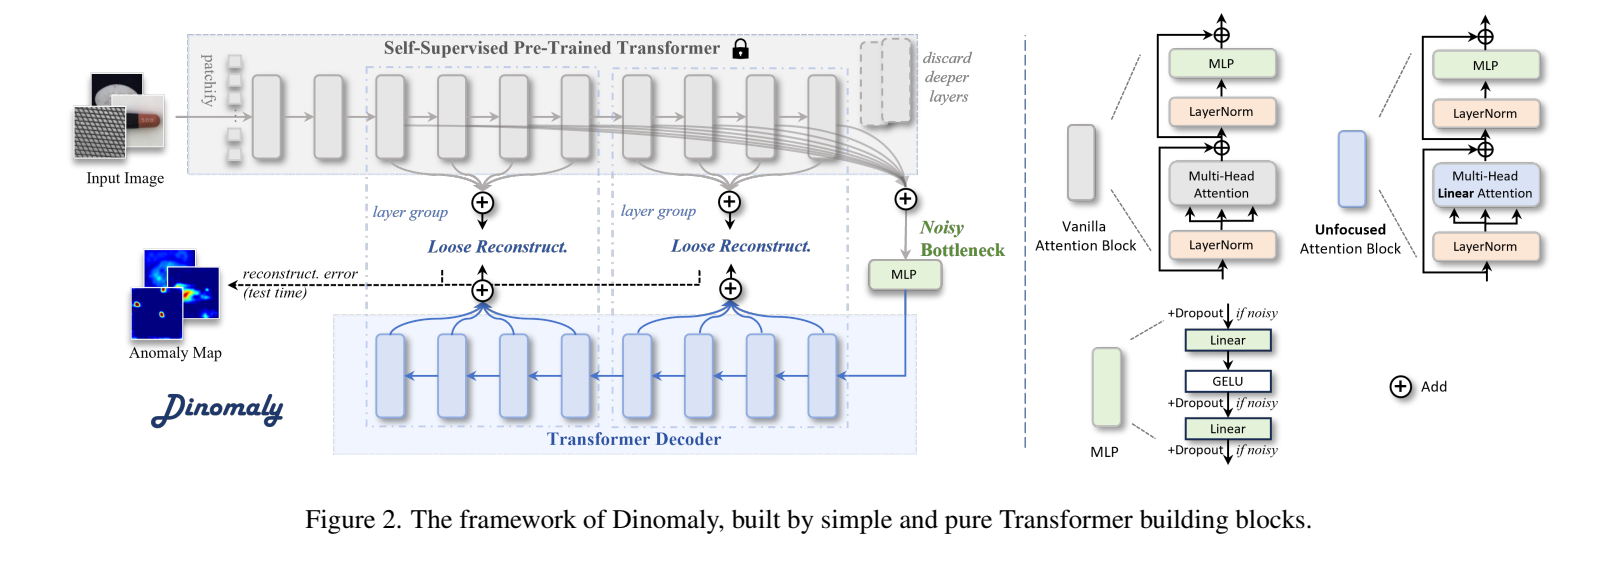 Self-Supervised Pre-Trained Transformer
patchify
discard
deeper
layers
Input Image
layer group
layer group
Loose Reconstruct.
Loose Reconstruct.
Noisy
Bottleneck
MLP
reconstruct. error
(test time)
Anomaly Map
Dinomaly
Transformer Decoder
MLP
LayerNorm
Multi-Head
Attention
LayerNorm
Vanilla
Attention Block
MLP
LayerNorm
Multi-Head
Linear Attention
LayerNorm
Unfocused
Attention Block
+Dropout if noisy
Linear
GELU
+Dropout if noisy
Linear
+Dropout if noisy
MLP
Add
Figure 2. The framework of Dinomaly, built by simple and pure Transformer building blocks.